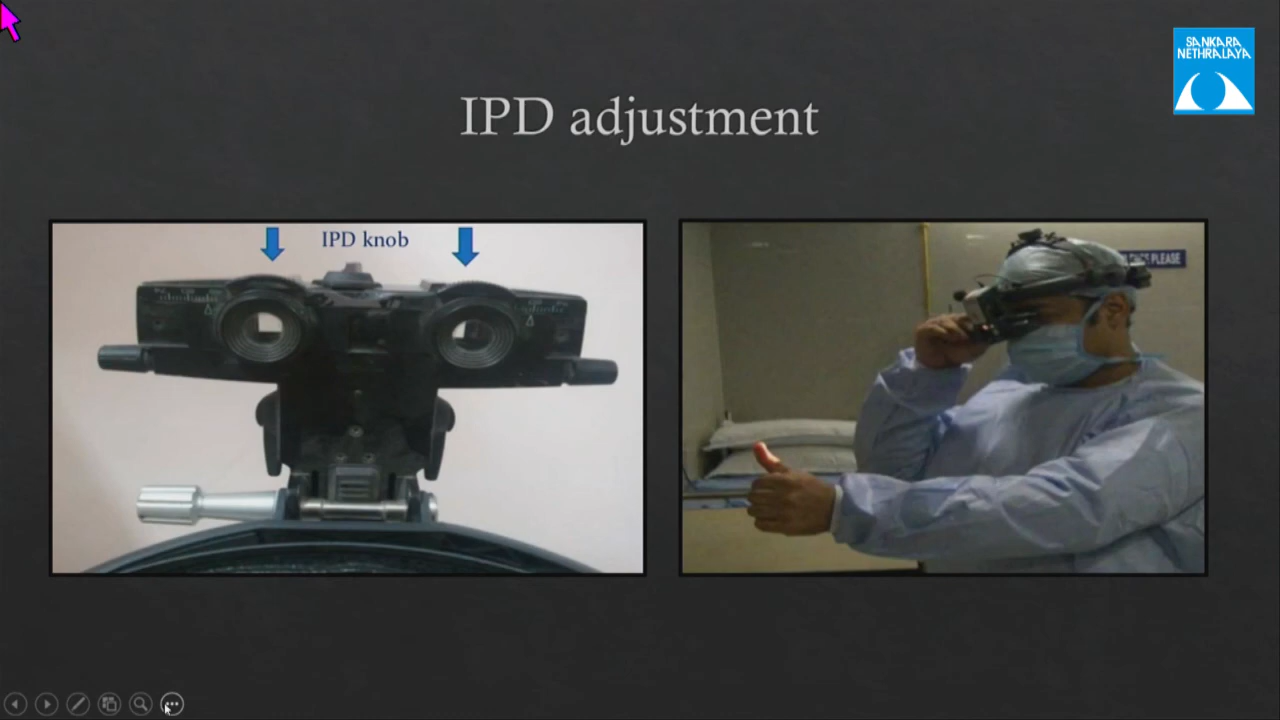 SANKARA
NETHRALAYA
IPD adjustment
IPD knob
PLEASE